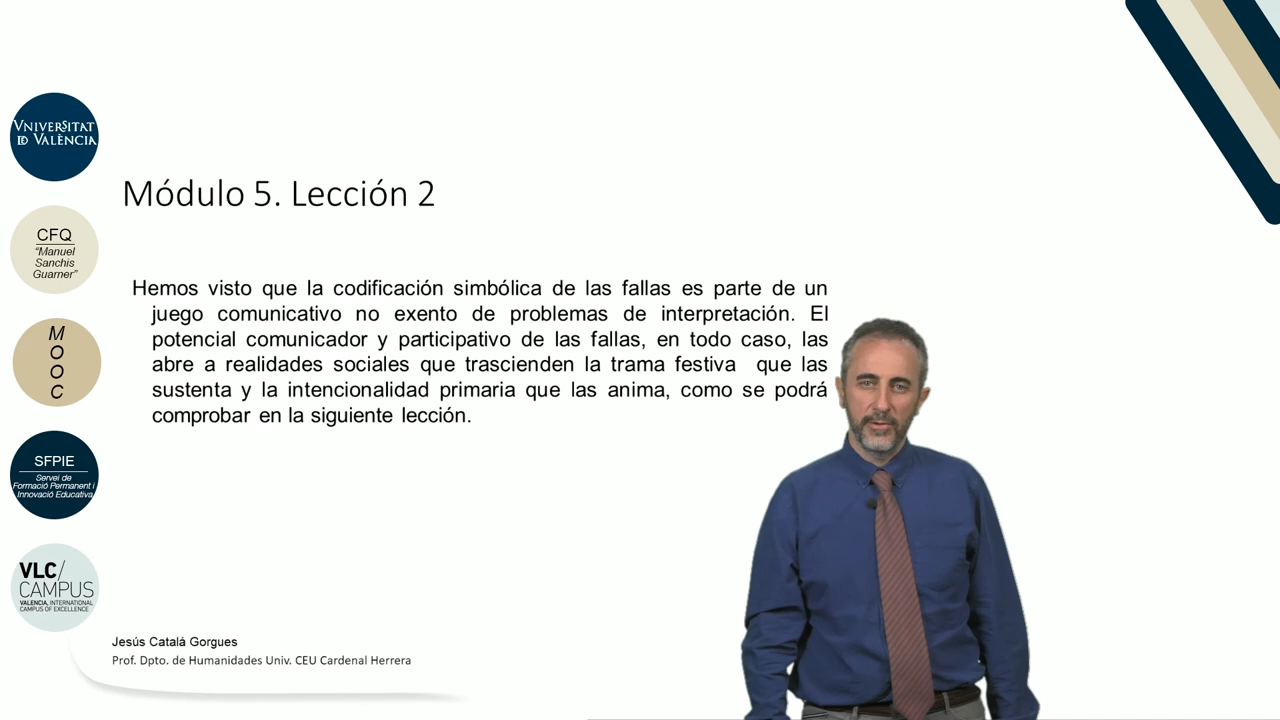 VNIVERSITAT
ID VALÈNCIA
CFQ
“Manuel
Sanchis
Guarner”
M
O
O
C
SFPIE
Servei de
Formació Permanent i
Innovació Educativa
VLC/
CAMPUS
VALENCIA, INTERNATIONAL
CAMPUS OF EXCELLENCE
Módulo 5. Lección 2
Hemos visto que la codificación simbólica de las fallas es parte de un
juego comunicativo no exento de problemas de interpretación. El
potencial comunicador y participativo de las fallas, en todo caso, las
abre a realidades sociales que trascienden la trama festiva que las
sustenta y la intencionalidad primaria que las anima, como se podrá
comprobar en la siguiente lección.
Jesús Catalá Gorgues
Prof. Dpto. de Humanidades Univ. CEU Cardenal Herrera